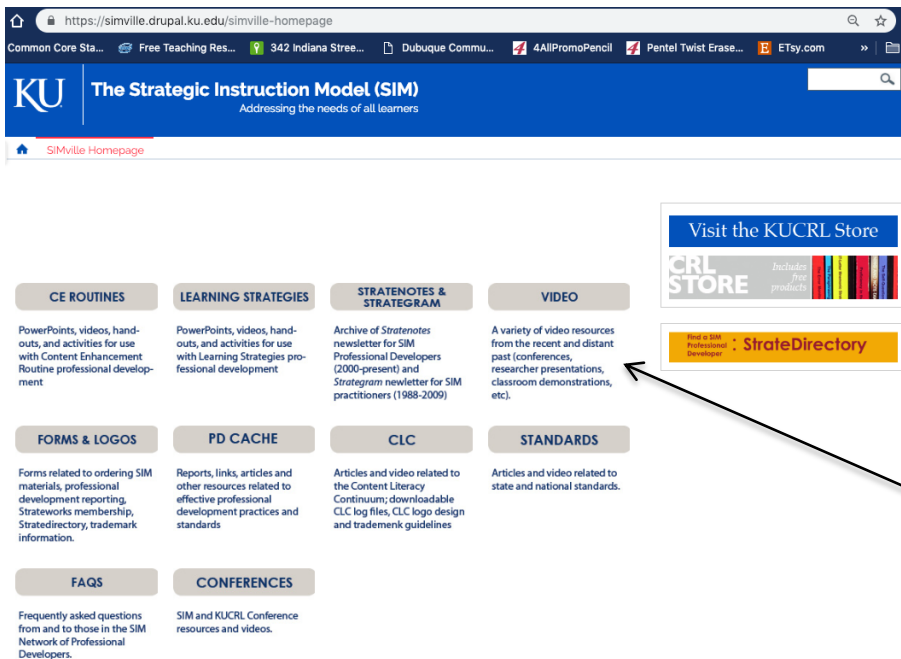 https://simville.drupal.ku.edu/simville-homepage
Common Core Sta...
Free Teaching Res...
342 Indiana Stree...
Dubuque Commu...
4AllPromoPencil
Pentel Twist Erase...
ETsy.com
»
KU
The Strategic Instruction Model (SIM)
Addressing the needs of all learners
SIMville Homepage
Visit the KUCRL Store
CRL
STORE
Includes
free
products
Find a SIM
Professional
Developer
: StrateDirectory
CE ROUTINES
PowerPoints, videos, hand-
outs, and activities for use
with Content Enhancement
Routine professional develop-
ment
LEARNING STRATEGIES
PowerPoints, videos, hand-
outs, and activities for use
with Learning Strategies pro-
fessional development
STRATENOTES &
STRATEGRAM
Archive of Stratenotes
newsletter for SIM
Professional Developers
(2000-present) and
Strategram newletter for SIM
practitioners (1988-2009)
VIDEO
A variety of video resources
from the recent and distant
past (conferences,
researcher presentations,
classroom demonstrations,
etc).
FORMS & LOGOS
Forms related to ordering SIM
materials, professional
development reporting,
Strateworks membership,
Stratedirectory, trademark
information.
PD CACHE
Reports, links, articles and
other resources related to
effective professional
development practices and
standards
CLC
Articles and video related to
the Content Literacy
Continuum; downloadable
CLC log files, CLC logo design
and trademenk guidelines
STANDARDS
Articles and video related to
state and national standards.
FAQS
Frequently asked questions
from and to those in the SIM
Network of Professional
Developers.
CONFERENCES
SIM and KUCRL Conference
resources and videos.